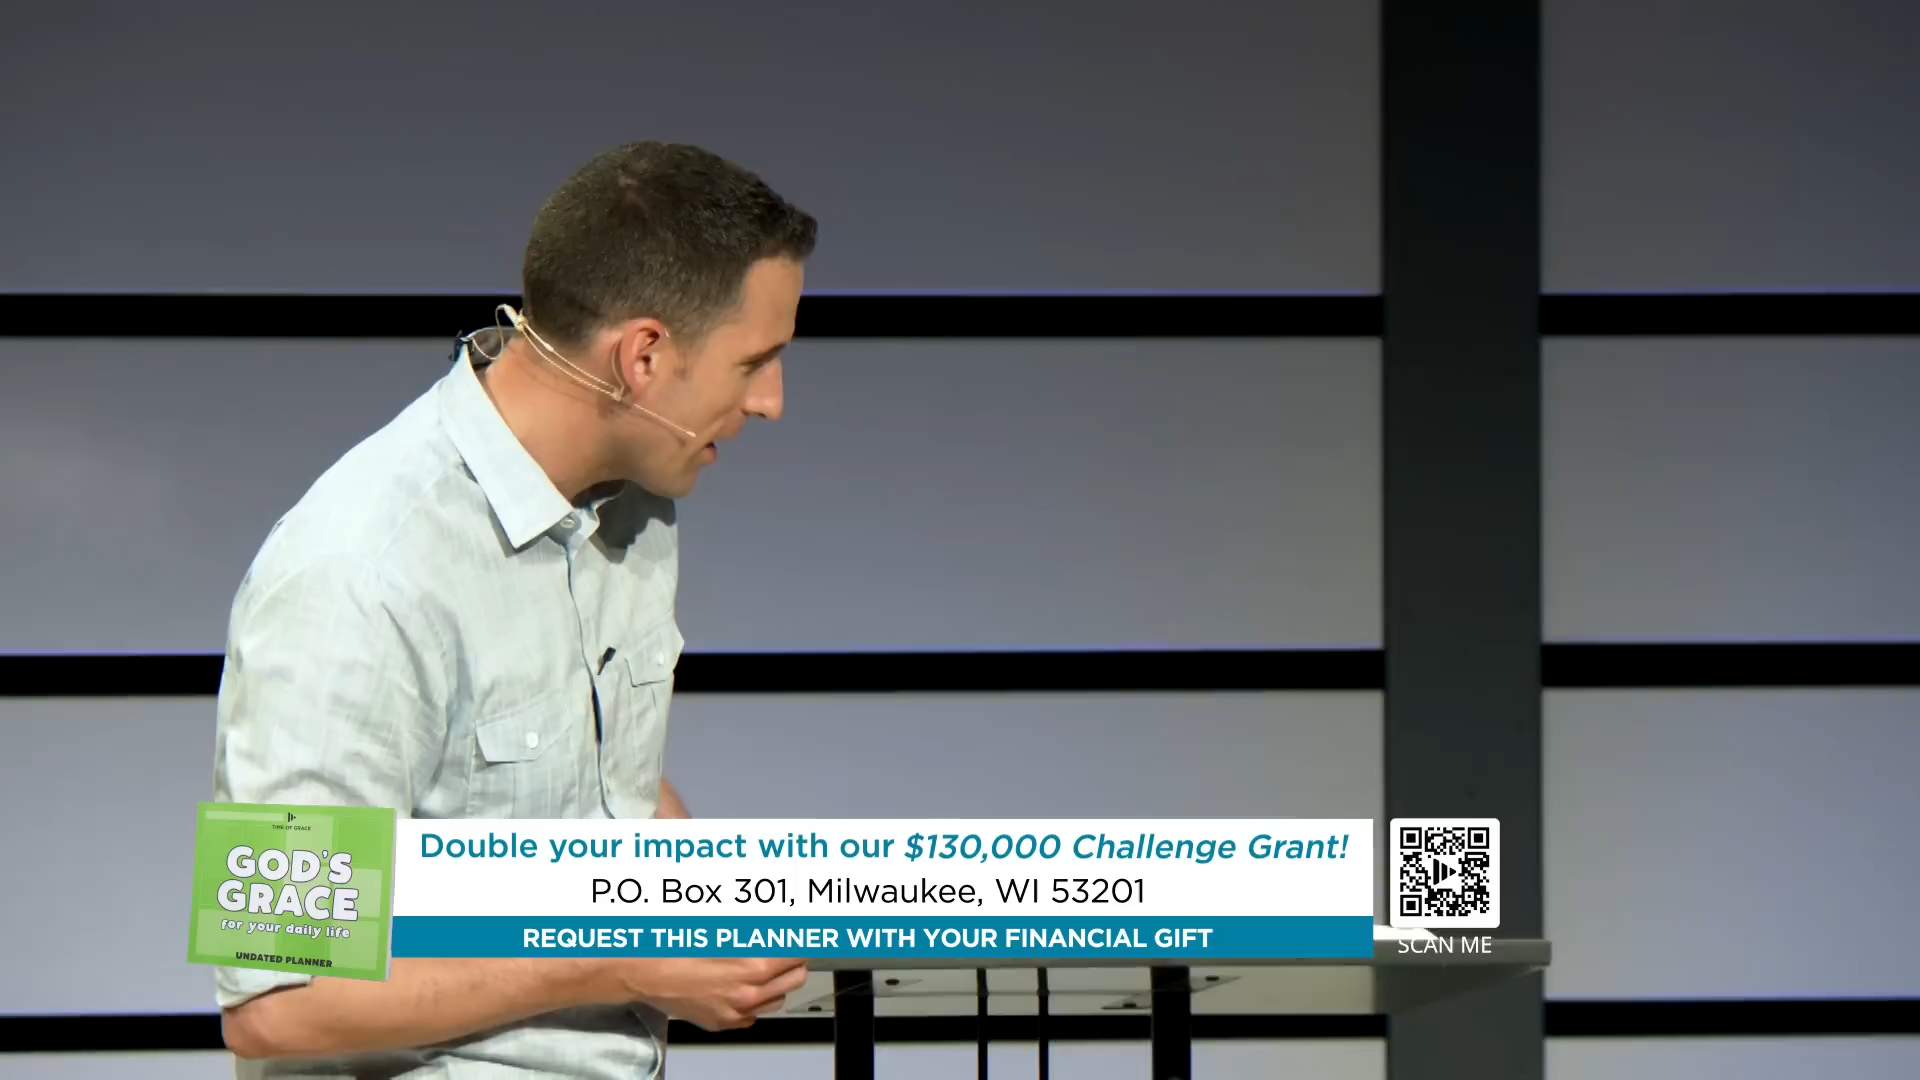 TIME OF GRACE
GOD'S
GRACE
for your daily life
UNDATED PLANNER
Double your impact with our $130,000 Challenge Grant!
P.O. Box 301, Milwaukee, WI 53201
REQUEST THIS PLANNER WITH YOUR FINANCIAL GIFT
SCAN ME